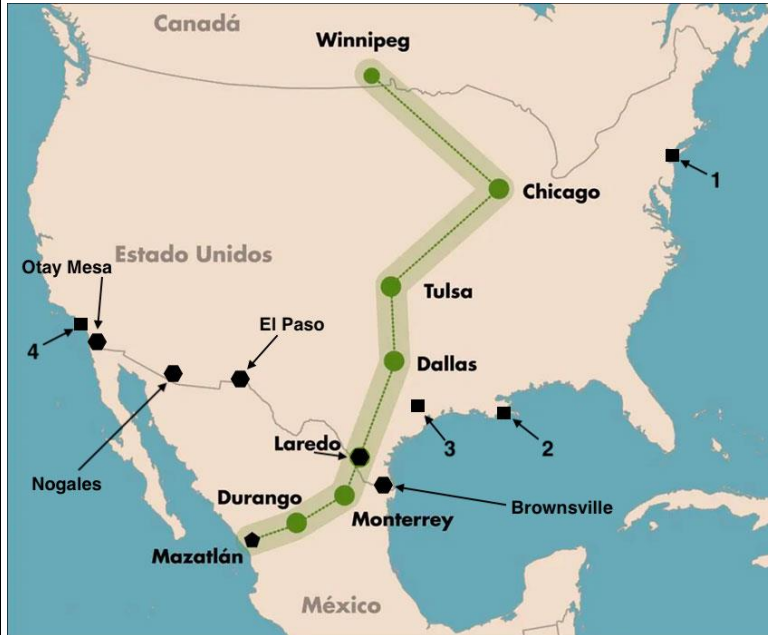 Canadá
Winnipeg
1
Chicago
Estado Unidos
Otay Mesa
Tulsa
El Paso
4
Dallas
Laredo
3
2
Nogales
Durango
Brownsville
Monterrey
Mazatlán
México